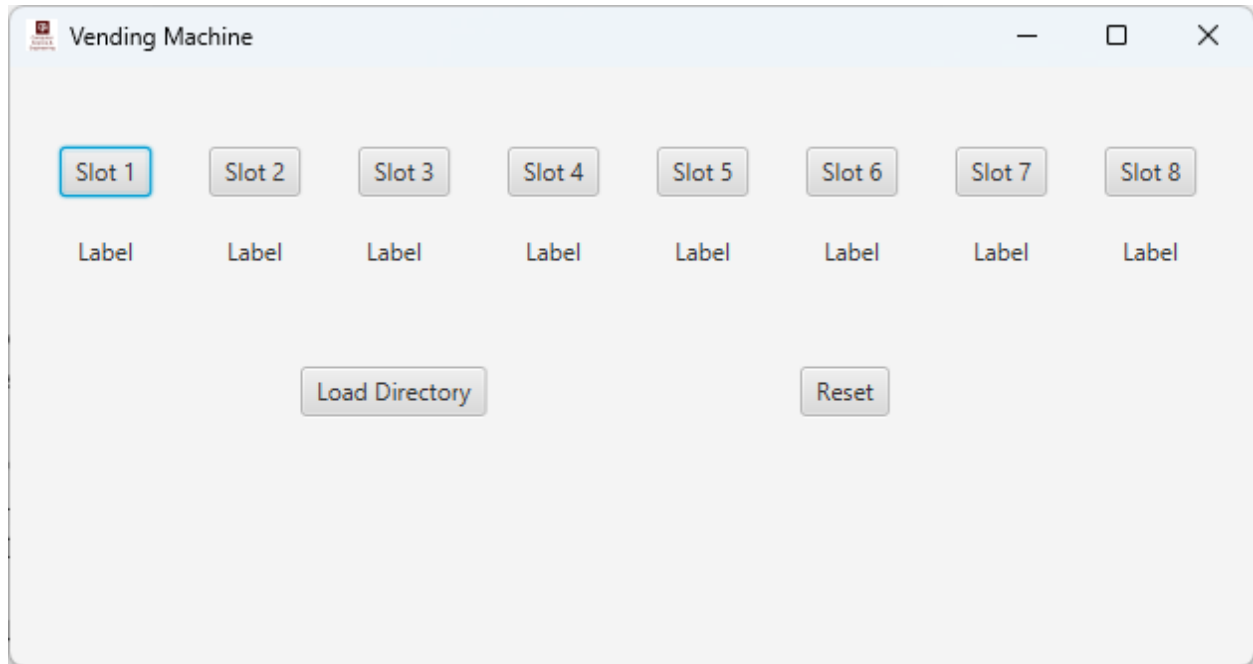 Vending Machine
Slot 1 Slot 2 Slot 3 Slot 4 Slot 5 Slot 6 Slot 7 Slot 8
Label Label Label Label Label Label Label Label
Load Directory Reset